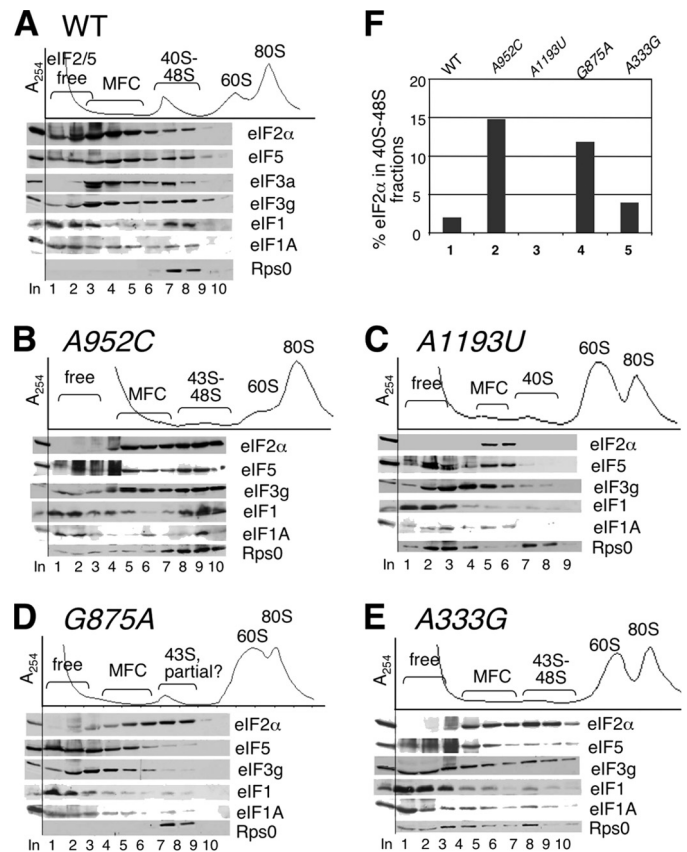 A WT
A254
eIF2/5
free
MFC
40S-
48S
60S
80S
eIF2α
eIF5
eIF3a
eIF3g
eIF1
eIF1A
Rps0
In 1 2 3 4 5 6 7 8 9 10
F
WT A952C A1193U G875A A333G
% eIF2α in 40S-48S
fractions
20
15
10
5
0
1 2 3 4 5
B A952C
A254
free
MFC
43S-
48S
60S
80S
eIF2α
eIF5
eIF3g
eIF1
eIF1A
Rps0
In 1 2 3 4 5 6 7 8 9 10
C A1193U
A254
free
MFC
40S
60S
80S
eIF2α
eIF5
eIF3g
eIF1
eIF1A
Rps0
In 1 2 3 4 5 6 7 8 9
D G875A
A254
free
MFC
43S,
partial?
60S
80S
eIF2α
eIF5
eIF3g
eIF1
eIF1A
Rps0
In 1 2 3 4 5 6 7 8 9 10
E A333G
A254
free
MFC
43S-
48S
60S
80S
eIF2α
eIF5
eIF3g
eIF1
eIF1A
Rps0
In 1 2 3 4 5 6 7 8 9 10